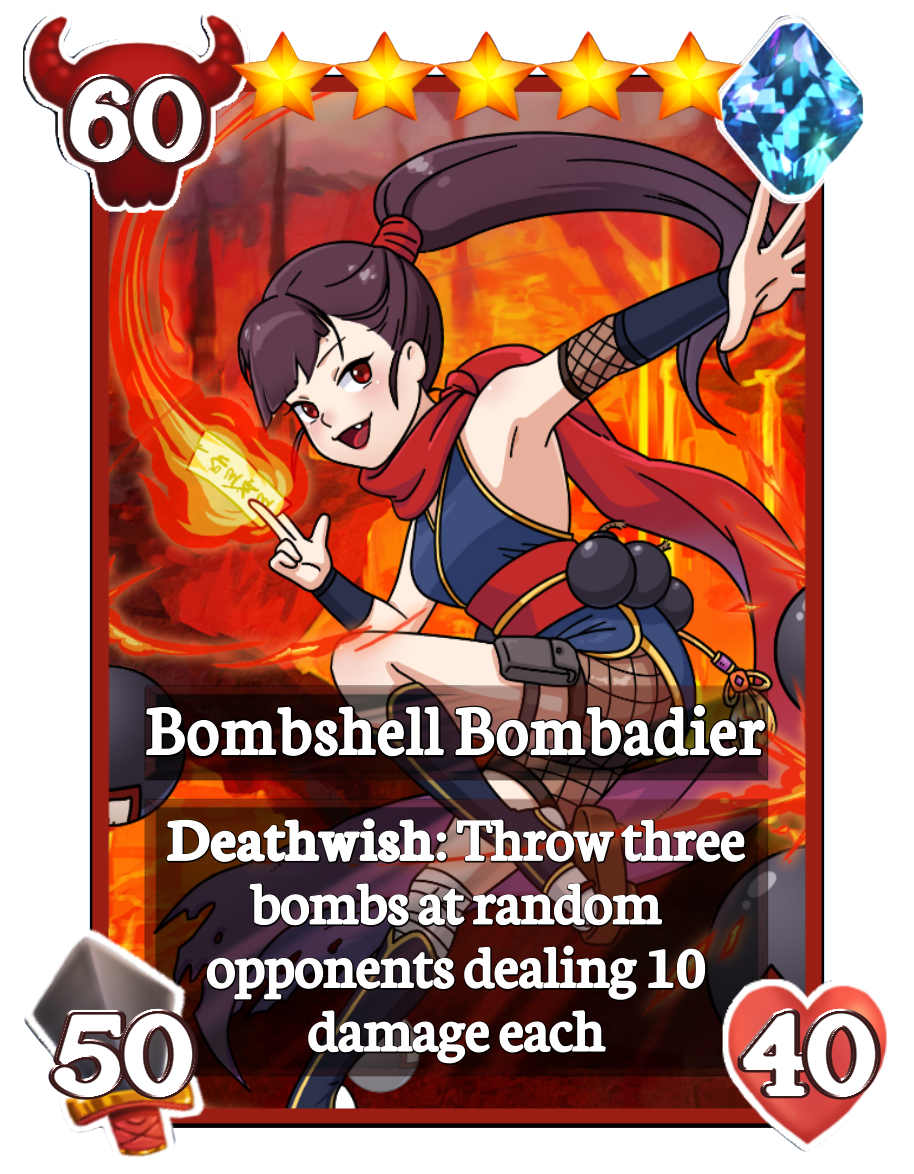 60
Bombshell Bombadier
Deathwish: Throw three
bombs at random
opponents dealing 10
damage each
50
40